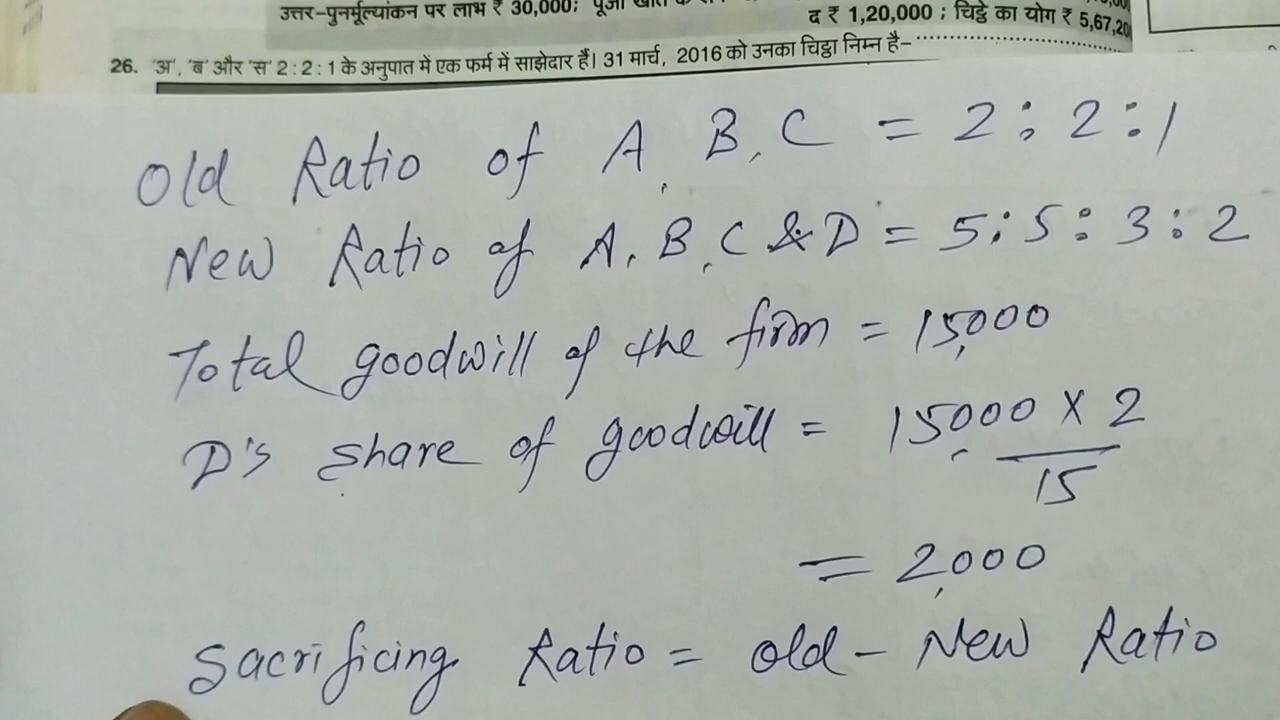 उत्तर-पुनर्मूल्यांकन पर लाभ ₹ 30,000; पूँजी खाते
द ₹ 1,20,000 ; चिट्ठे का योग ₹ 5,67,20
26. 'अ', 'ब' और 'स' 2 : 2 : 1 के अनुपात में एक फर्म में साझेदार हैं। 31 मार्च, 2016 को उनका चिट्ठा निम्न है-
Old Ratio of A, B, C = 2 : 2 : 1
New Ratio of A, B, C & D = 5 : 5 : 3 : 2
Total goodwill of the firm = 15,000
D's share of goodwill = 15,000 X 2
15
= 2,000
Sacrificing Ratio = Old - New Ratio